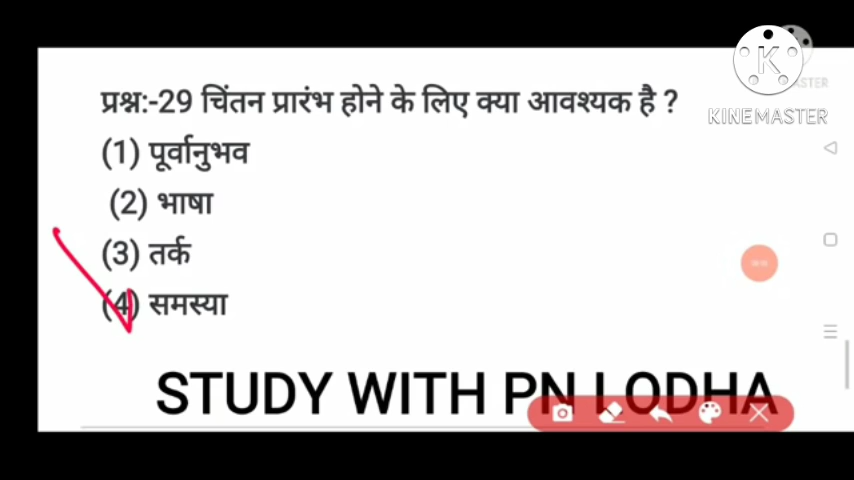 प्रश्न:-29 चिंतन प्रारंभ होने के लिए क्या आवश्यक है ?
(1) पूर्वानुभव
(2) भाषा
(3) तर्क
(4) समस्या
STUDY WITH PN LODHA
KINEMASTER